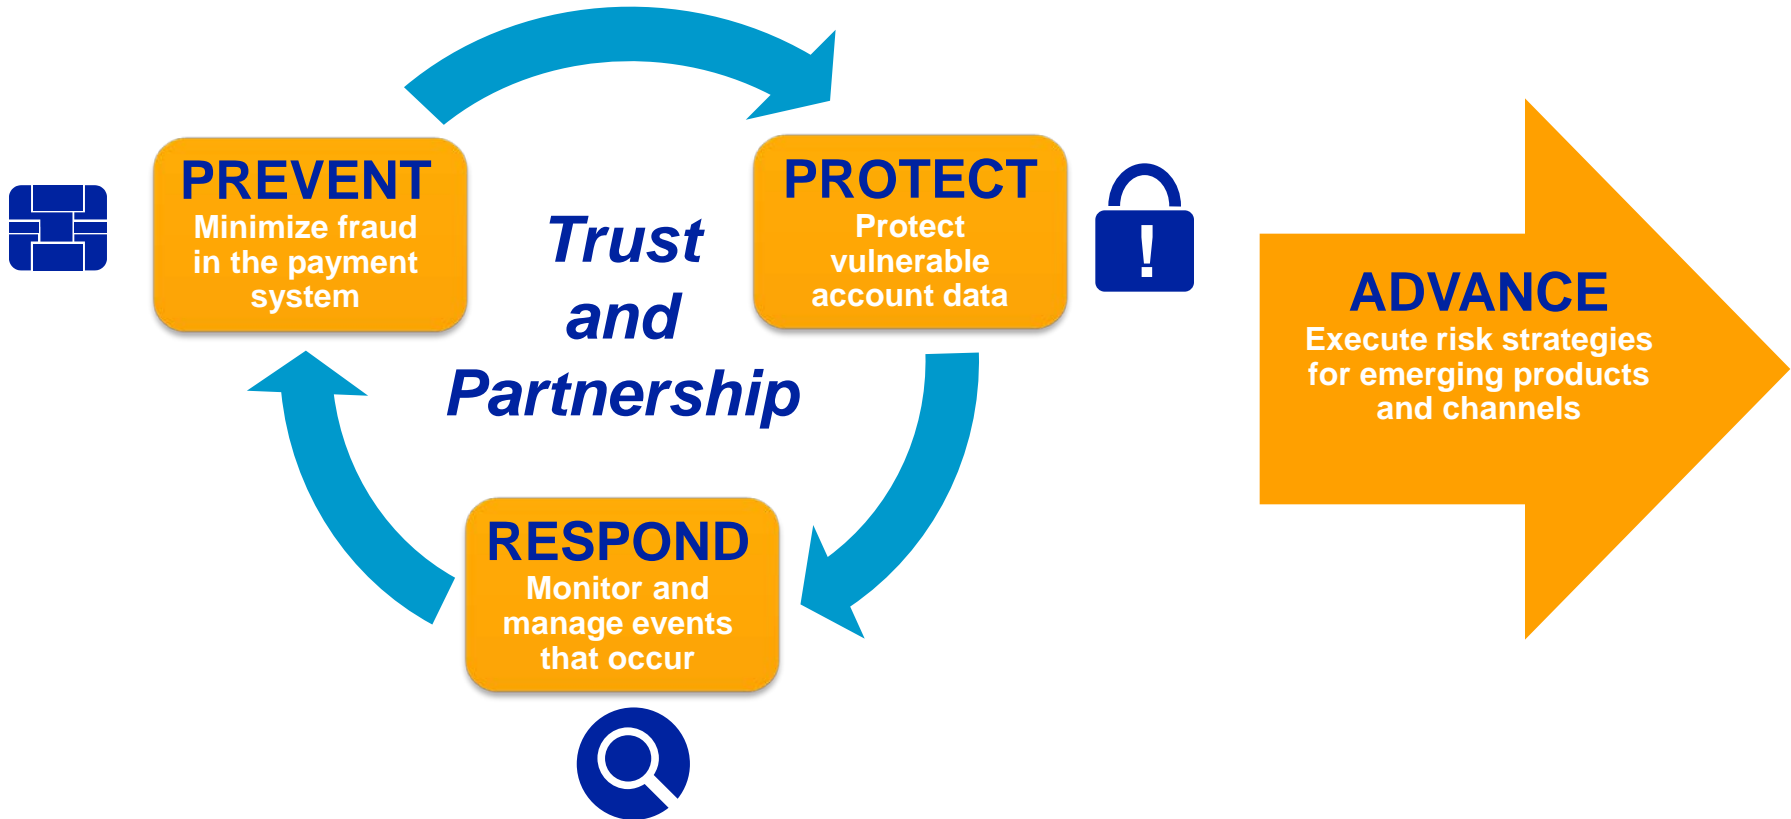 PREVENT
Minimize fraud
in the payment
system
Trust
and
Partnership
PROTECT
Protect
vulnerable
account data
!
RESPOND
Monitor and
manage events
that occur
ADVANCE
Execute risk strategies
for emerging products
and channels